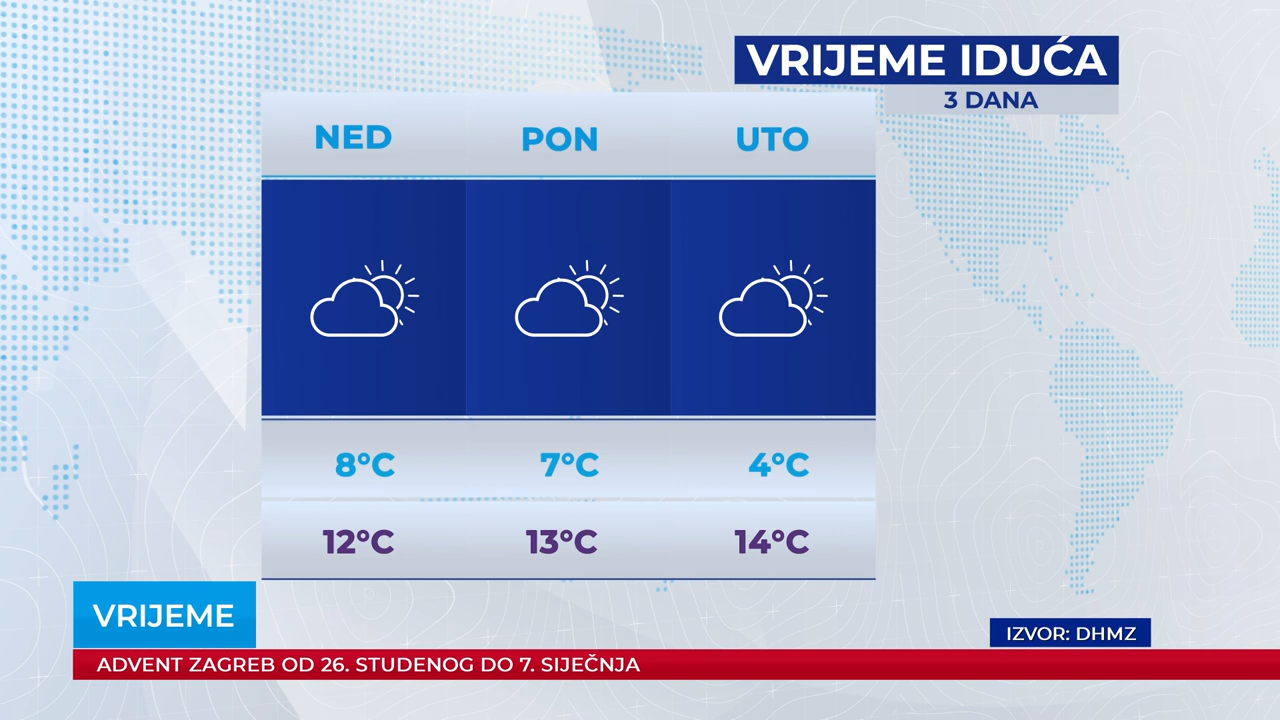 VRIJEME IDUĆA
3 DANA
NED PON UTO
8°C 7°C 4°C
12°C 13°C 14°C
VRIJEME
IZVOR: DHMZ
ADVENT ZAGREB OD 26. STUDENOG DO 7. SIJEČNJA